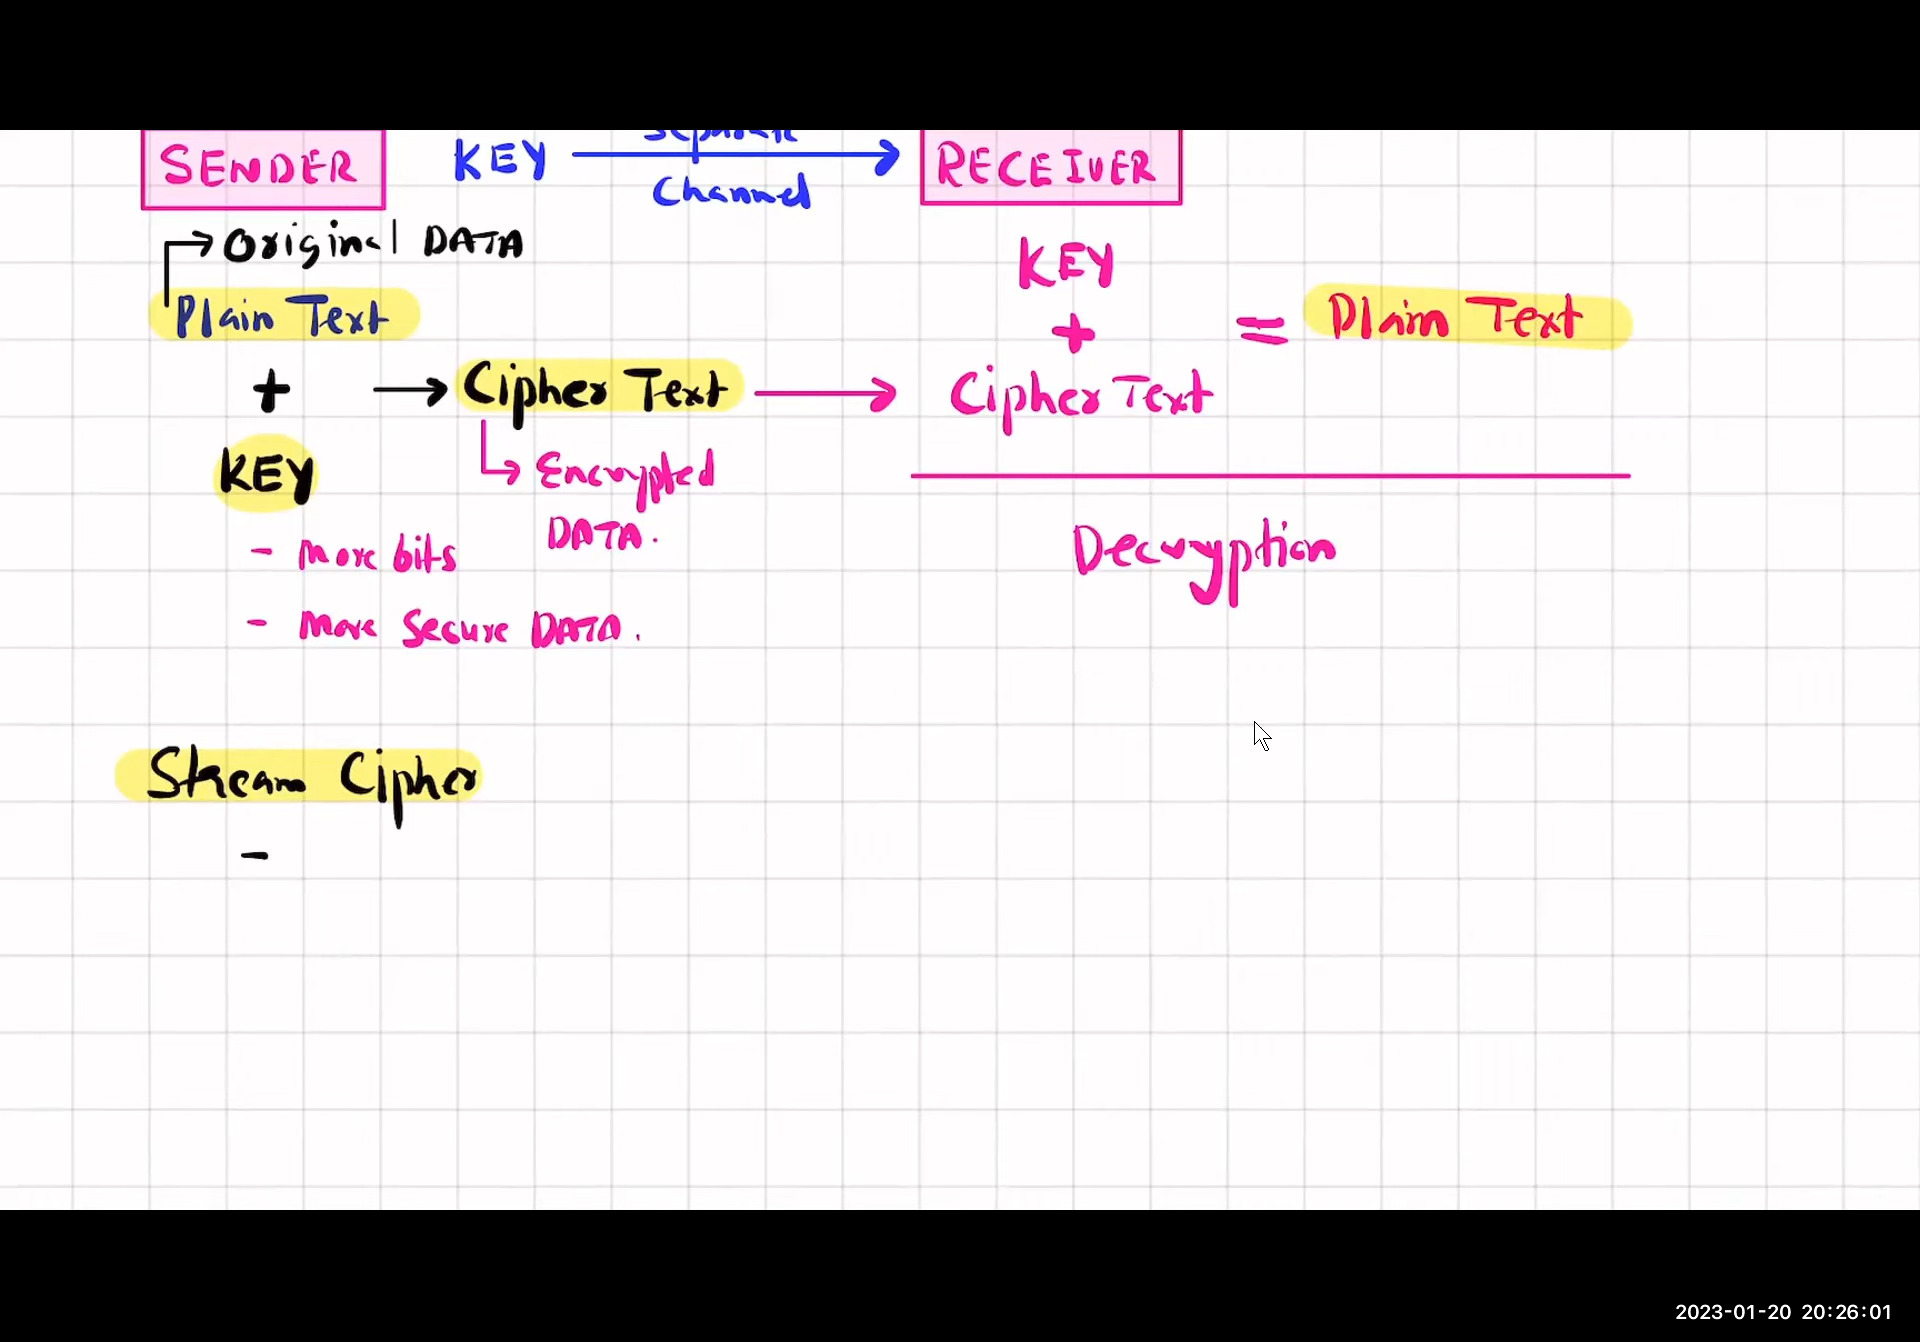 SENDER KEY Separate RECEIVER
Channel
Original DATA
KEY
Plain Text
+ = Plain Text
+ → Cipher Text → Cipher Text
KEY
Encrypted
DATA.
- More bits
Decryption
- More Secure DATA.
Stream Cipher
-
2023-01-20 20:26:01